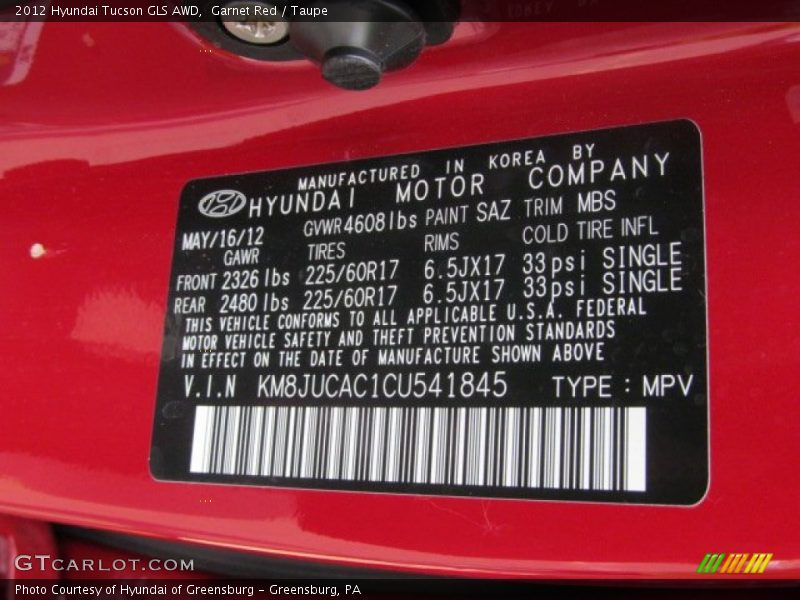 2012 Hyundai Tucson GLS AWD,  Garnet Red / Taupe
MANUFACTURED IN KOREA BY
HYUNDAI MOTOR COMPANY
MAY/16/12 GVWR 4608 lbs PAINT SAZ TRIM MBS
GAWR TIRES RIMS COLD TIRE INFL
FRONT 2326 lbs 225/60R17 6.5JX17 33psi SINGLE
REAR 2480 lbs 225/60R17 6.5JX17 33psi SINGLE
THIS VEHICLE CONFORMS TO ALL APPLICABLE U.S.A. FEDERAL
MOTOR VEHICLE SAFETY AND THEFT PREVENTION STANDARDS
IN EFFECT ON THE DATE OF MANUFACTURE SHOWN ABOVE
V.I.N KM8JUCAC1CU541845 TYPE : MPV
GTCARLOT.COM
Photo Courtesy of Hyundai of Greensburg - Greensburg, PA